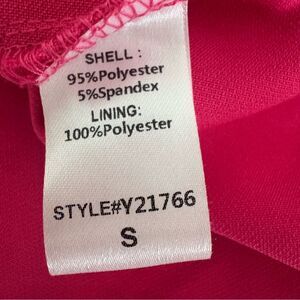 SHELL :
95%Polyester
5%Spandex
LINING:
100%Polyester
STYLE#Y21766
S